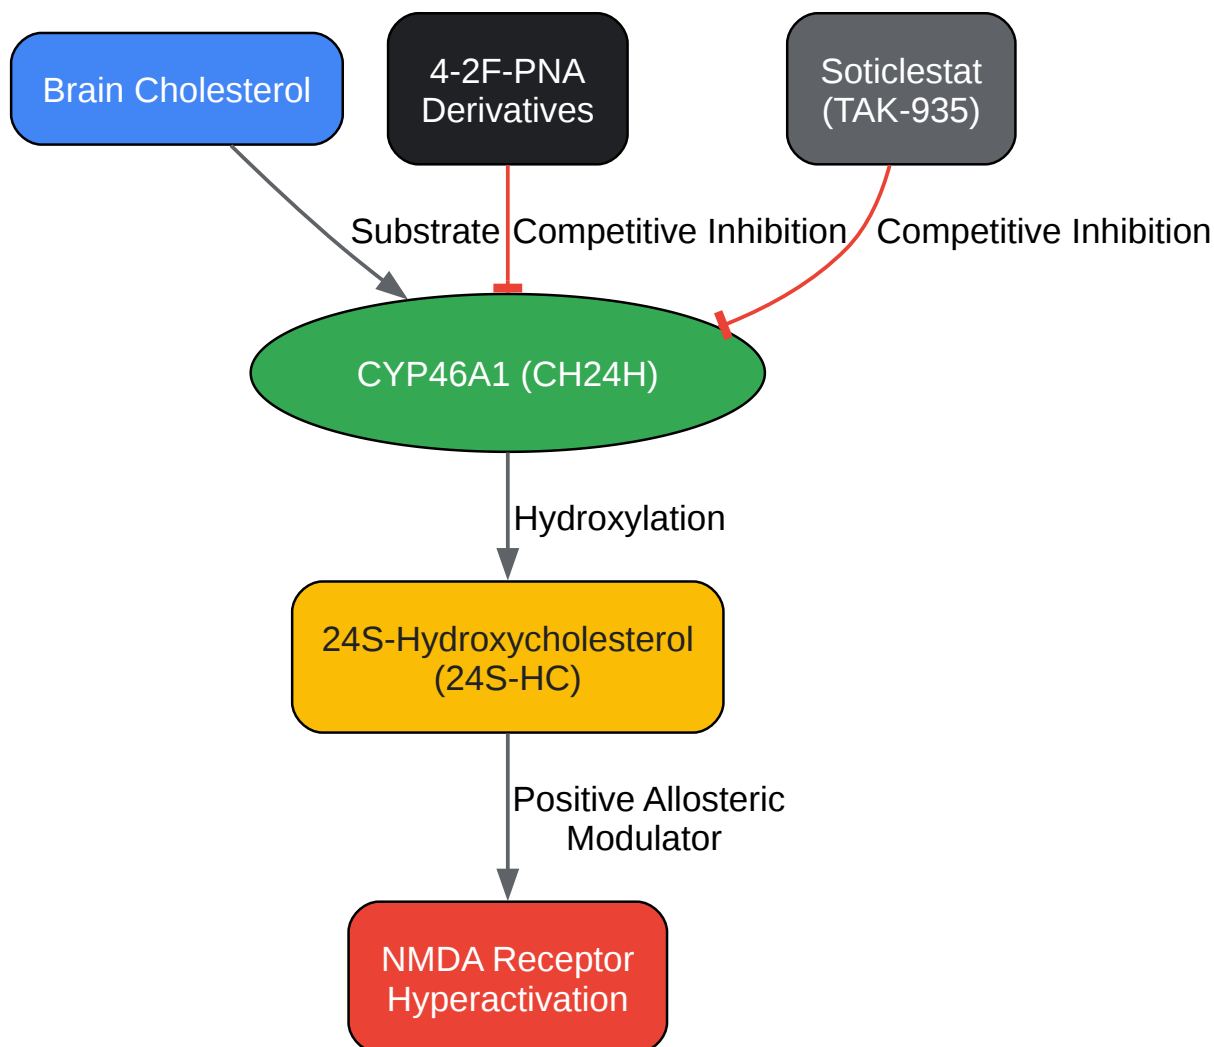 Brain Cholesterol
4-2F-PNA
Derivatives
Soticlestat
(TAK-935)
Substrate
Competitive Inhibition
Competitive Inhibition
CYP46A1 (CH24H)
Hydroxylation
24S-Hydroxycholesterol
(24S-HC)
Positive Allosteric
Modulator
NMDA Receptor
Hyperactivation